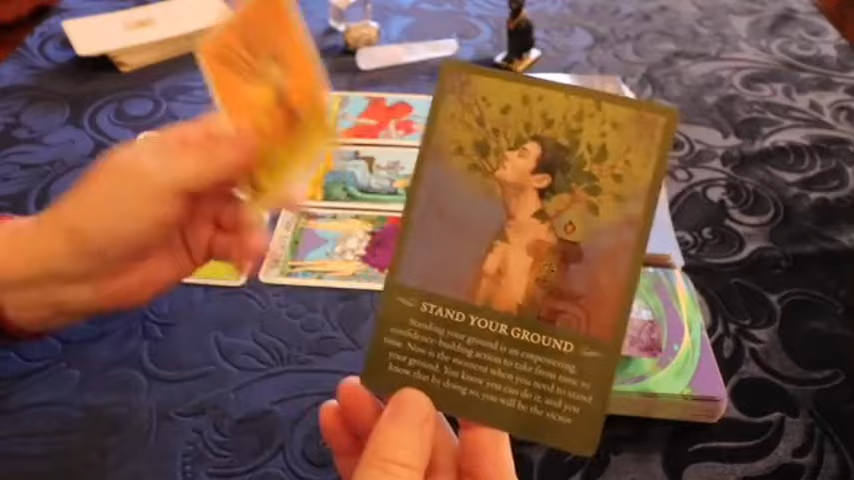 STAND YOUR GROUND
Standing your ground is an empowering,
confidence-building action to take from time to
time. Now is the moment when you need to stand
your ground. You know you can do it, and you
know that by doing so, you will be the victor.